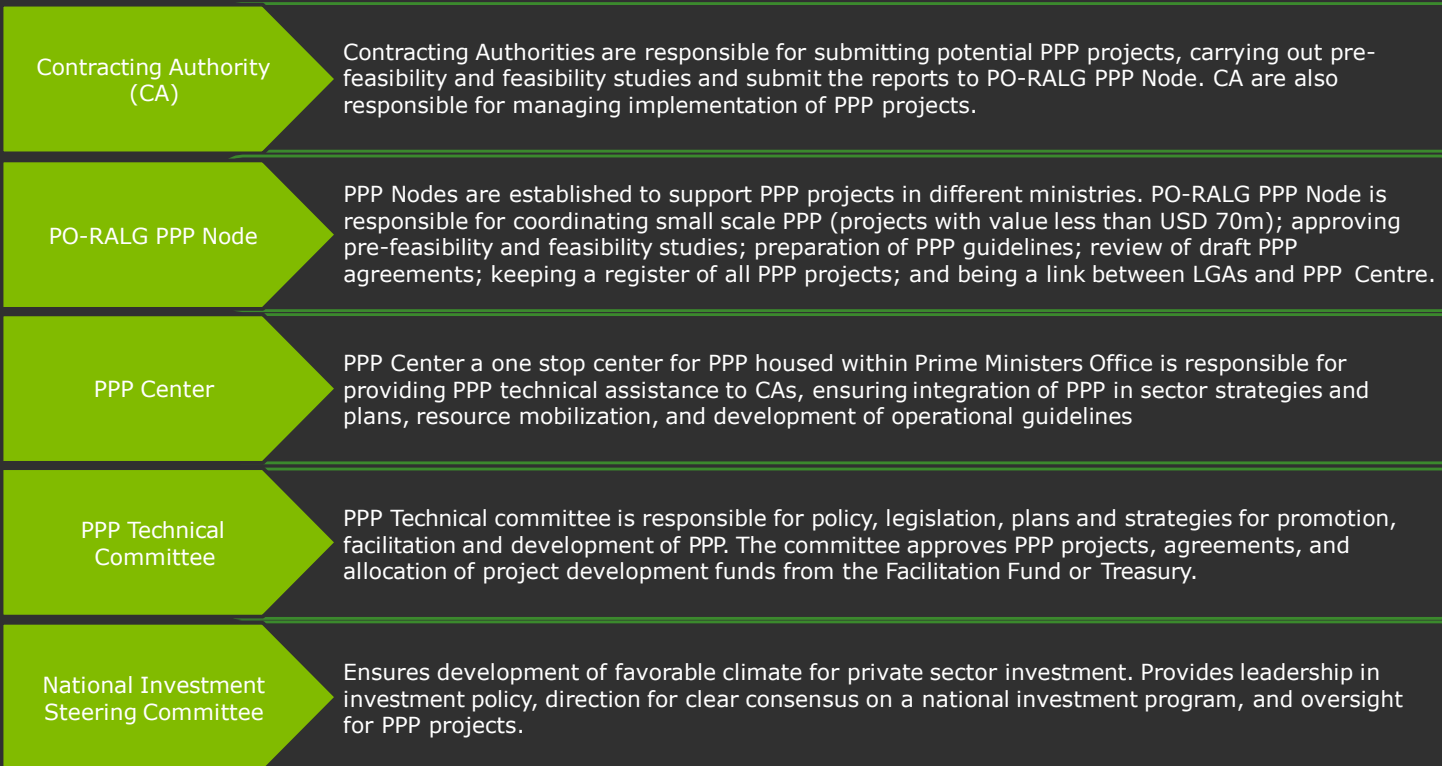 Contracting Authority
(CA)
Contracting Authorities are responsible for submitting potential PPP projects, carrying out pre-
feasibility and feasibility studies and submit the reports to PO-RALG PPP Node. CA are also
responsible for managing implementation of PPP projects.
PO-RALG PPP Node
PPP Nodes are established to support PPP projects in different ministries. PO-RALG PPP Node is
responsible for coordinating small scale PPP (projects with value less than USD 70m); approving
pre-feasibility and feasibility studies; preparation of PPP guidelines; review of draft PPP
agreements; keeping a register of all PPP projects; and being a link between LGAs and PPP Centre.
PPP Center
PPP Center a one stop center for PPP housed within Prime Ministers Office is responsible for
providing PPP technical assistance to CAs, ensuring integration of PPP in sector strategies and
plans, resource mobilization, and development of operational guidelines
PPP Technical
Committee
PPP Technical committee is responsible for policy, legislation, plans and strategies for promotion,
facilitation and development of PPP. The committee approves PPP projects, agreements, and
allocation of project development funds from the Facilitation Fund or Treasury.
National Investment
Steering Committee
Ensures development of favorable climate for private sector investment. Provides leadership in
investment policy, direction for clear consensus on a national investment program, and oversight
for PPP projects.